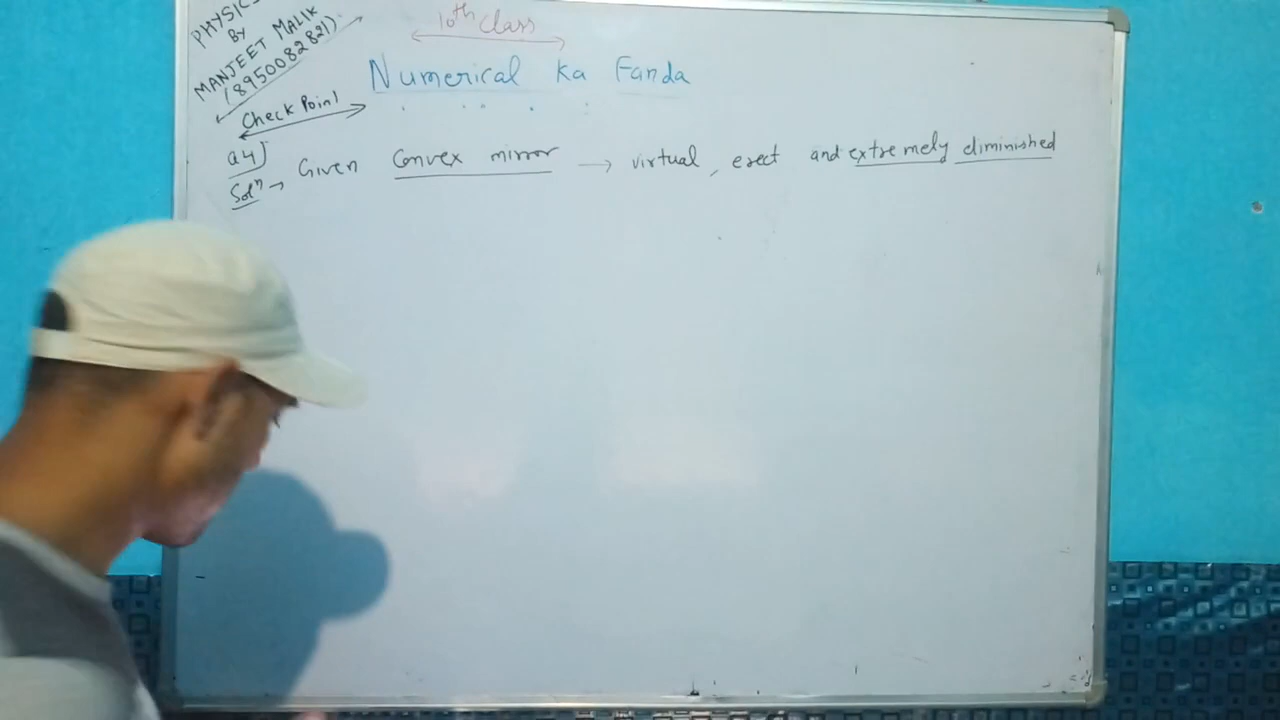 PHYSICS
By
MANJEET MALIK
(8950082821)
10th Class
Numerical Ka Fanda
Check Point
Q4)
Solⁿ → Given Convex mirror → virtual, erect and extremely diminished